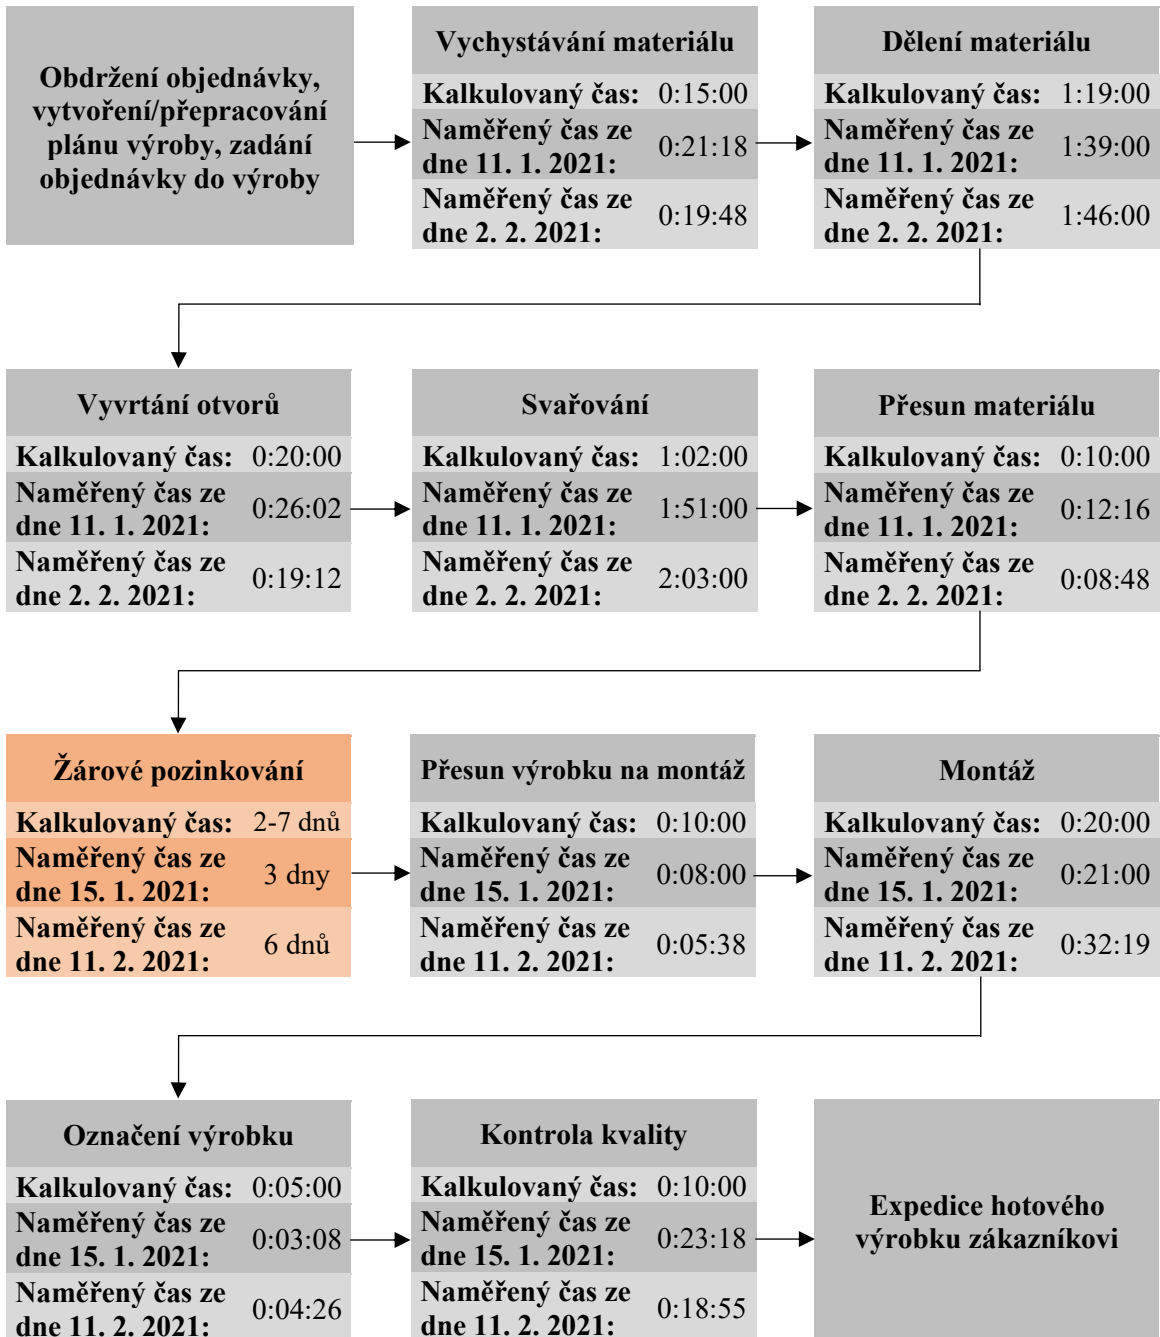 Obdržení objednávky,
vytvoření/přepracování
plánu výroby, zadání
objednávky do výroby
Vychystávání materiálu
Kalkulovaný čas: 0:15:00
Naměřený čas ze
dne 11. 1. 2021: 0:21:18
Naměřený čas ze
dne 2. 2. 2021: 0:19:48
Dělení materiálu
Kalkulovaný čas: 1:19:00
Naměřený čas ze
dne 11. 1. 2021: 1:39:00
Naměřený čas ze
dne 2. 2. 2021: 1:46:00
Vyvrtání otvorů
Kalkulovaný čas: 0:20:00
Naměřený čas ze
dne 11. 1. 2021: 0:26:02
Naměřený čas ze
dne 2. 2. 2021: 0:19:12
Svařování
Kalkulovaný čas: 1:02:00
Naměřený čas ze
dne 11. 1. 2021: 1:51:00
Naměřený čas ze
dne 2. 2. 2021: 2:03:00
Přesun materiálu
Kalkulovaný čas: 0:10:00
Naměřený čas ze
dne 11. 1. 2021: 0:12:16
Naměřený čas ze
dne 2. 2. 2021: 0:08:48
Žárové pozinkování
Kalkulovaný čas: 2-7 dnů
Naměřený čas ze
dne 15. 1. 2021: 3 dny
Naměřený čas ze
dne 11. 2. 2021: 6 dnů
Přesun výrobku na montáž
Kalkulovaný čas: 0:10:00
Naměřený čas ze
dne 15. 1. 2021: 0:08:00
Naměřený čas ze
dne 11. 2. 2021: 0:05:38
Montáž
Kalkulovaný čas: 0:20:00
Naměřený čas ze
dne 15. 1. 2021: 0:21:00
Naměřený čas ze
dne 11. 2. 2021: 0:32:19
Označení výrobku
Kalkulovaný čas: 0:05:00
Naměřený čas ze
dne 15. 1. 2021: 0:03:08
Naměřený čas ze
dne 11. 2. 2021: 0:04:26
Kontrola kvality
Kalkulovaný čas: 0:10:00
Naměřený čas ze
dne 15. 1. 2021: 0:23:18
Naměřený čas ze
dne 11. 2. 2021: 0:18:55
Expedice hotového
výrobku zákazníkovi